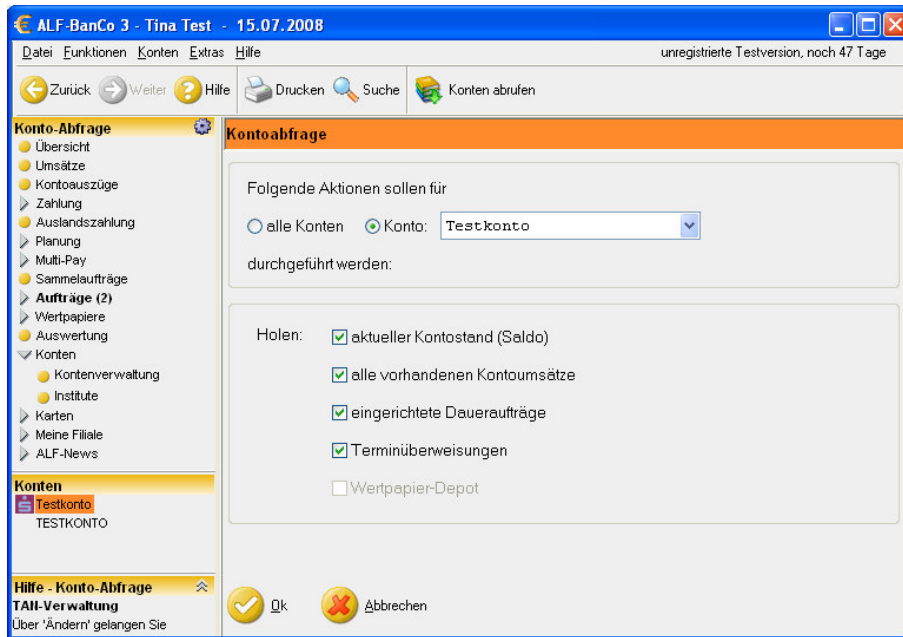 ALF-BanCo 3 - Tina Test - 15.07.2008
Datei Funktionen Konten Extras Hilfe unregistrierte Testversion, noch 47 Tage
Zurück Weiter Hilfe Drucken Suche Konten abrufen
Konto-Abfrage
Übersicht
Umsätze
Kontoauszüge
Zahlung
Auslandszahlung
Planung
Multi-Pay
Sammelaufträge
Aufträge (2)
Wertpapiere
Auswertung
Konten
Kontenverwaltung
Institute
Karten
Meine Filiale
ALF-News
Konten
Testkonto
TESTKONTO
Hilfe - Konto-Abfrage
TAN-Verwaltung
Über 'Ändern' gelangen Sie
Kontoabfrage
Folgende Aktionen sollen für
alle Konten Konto: Testkonto
durchgeführt werden:
Holen: aktueller Kontostand (Saldo)
alle vorhandenen Kontoumsätze
eingerichtete Daueraufträge
Terminüberweisungen
Wertpapier-Depot
Ok Abbrechen